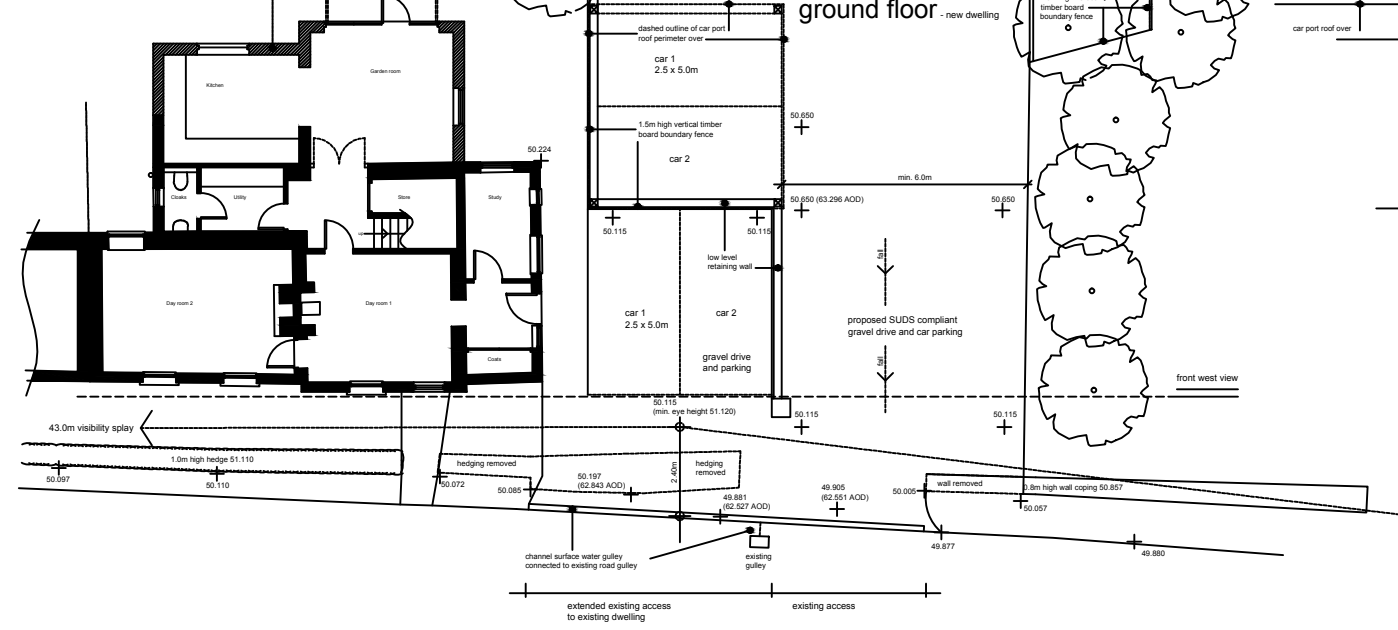 ground floor - new dwelling
timber board
boundary fence
car port roof over
dashed outline of car port
roof perimeter over
car 1
2.5 x 5.0m
Garden room
Kitchen
50.650
1.5m high vertical timber
board boundary fence
car 2
50.224
min. 6.0m
Cloaks
Utility
Store
Study
50.650 (63.296 AOD)
50.650
up
50.115
50.115
fall
low level
retaining wall
Day room 2
Day room 1
car 1
2.5 x 5.0m
car 2
proposed SUDS compliant
gravel drive and car parking
Coats
gravel drive
and parking
fall
front west view
50.115
(min. eye height 51.120)
50.115
50.115
43.0m visibility splay
1.0m high hedge 51.110
hedging removed
hedging
removed
2.40m
50.097
50.110
50.072
50.085
50.197
(62.843 AOD)
49.881
(62.527 AOD)
49.905
(62.551 AOD)
50.005
wall removed
0.8m high wall coping 50.857
50.057
49.877
49.880
channel surface water gulley
connected to existing road gulley
existing
gulley
extended existing access
to existing dwelling
existing access